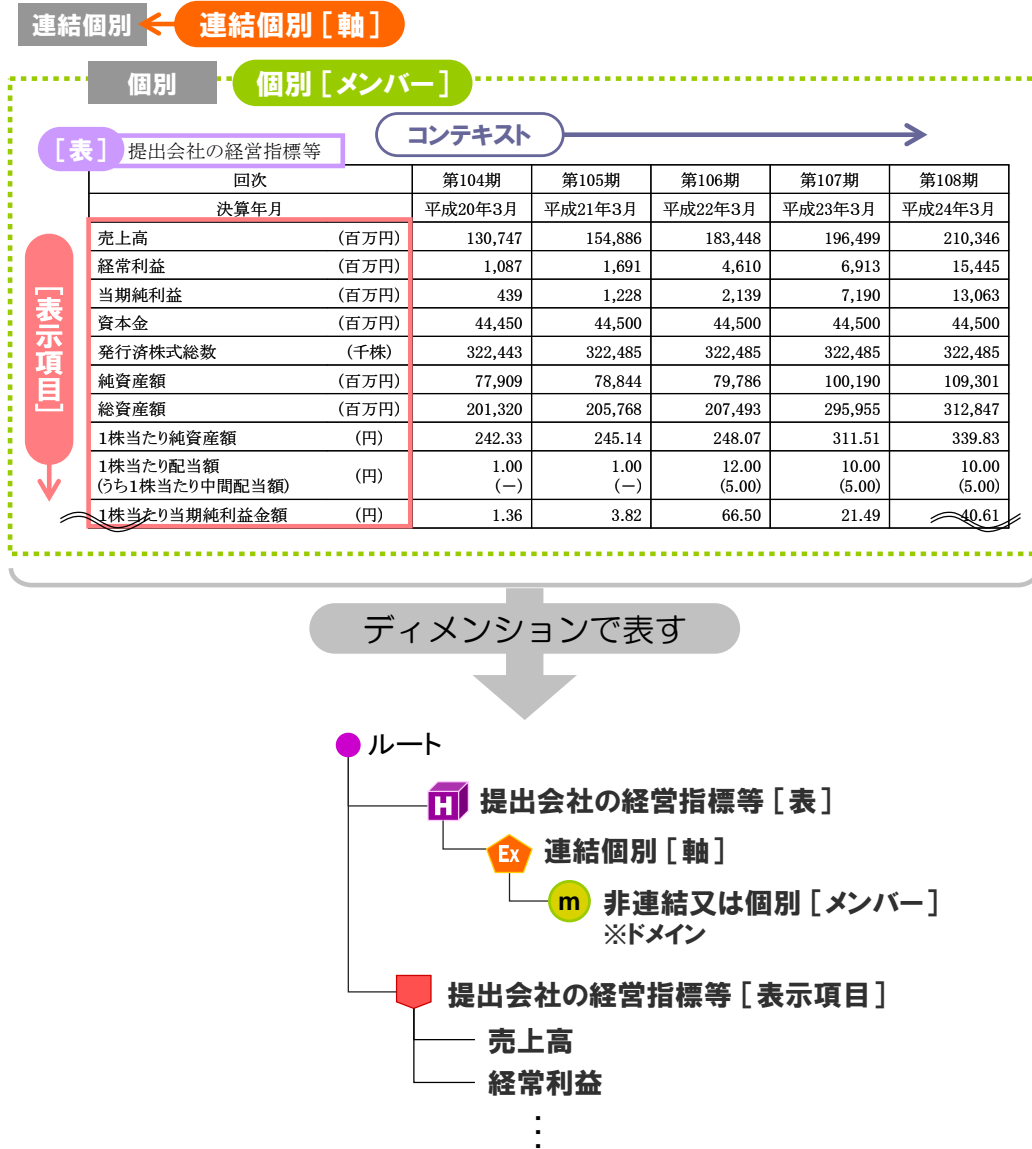 連結個別 連結個別［軸］
個別 個別［メンバー］
コンテキスト
［表］ 提出会社の経営指標等
回次 第104期 第105期 第106期 第107期 第108期
決算年月 平成20年3月 平成21年3月 平成22年3月 平成23年3月 平成24年3月
［表示項目］
売上高 (百万円) 130,747 154,886 183,448 196,499 210,346
経常利益 (百万円) 1,087 1,691 4,610 6,913 15,445
当期純利益 (百万円) 439 1,228 2,139 7,190 13,063
資本金 (百万円) 44,450 44,500 44,500 44,500 44,500
発行済株式総数 (千株) 322,443 322,485 322,485 322,485 322,485
純資産額 (百万円) 77,909 78,844 79,786 100,190 109,301
総資産額 (百万円) 201,320 205,768 207,493 295,955 312,847
1株当たり純資産額 (円) 242.33 245.14 248.07 311.51 339.83
1株当たり配当額 (円) 1.00 1.00 12.00 10.00 10.00
(うち1株当たり中間配当額) (－) (－) (5.00) (5.00) (5.00)
1株当たり当期純利益金額 (円) 1.36 3.82 66.50 21.49 40.61
ディメンションで表す
ルート
H 提出会社の経営指標等［表］
Ex 連結個別［軸］
m 非連結又は個別［メンバー］
※ドメイン
提出会社の経営指標等［表示項目］
売上高
経常利益
⋮